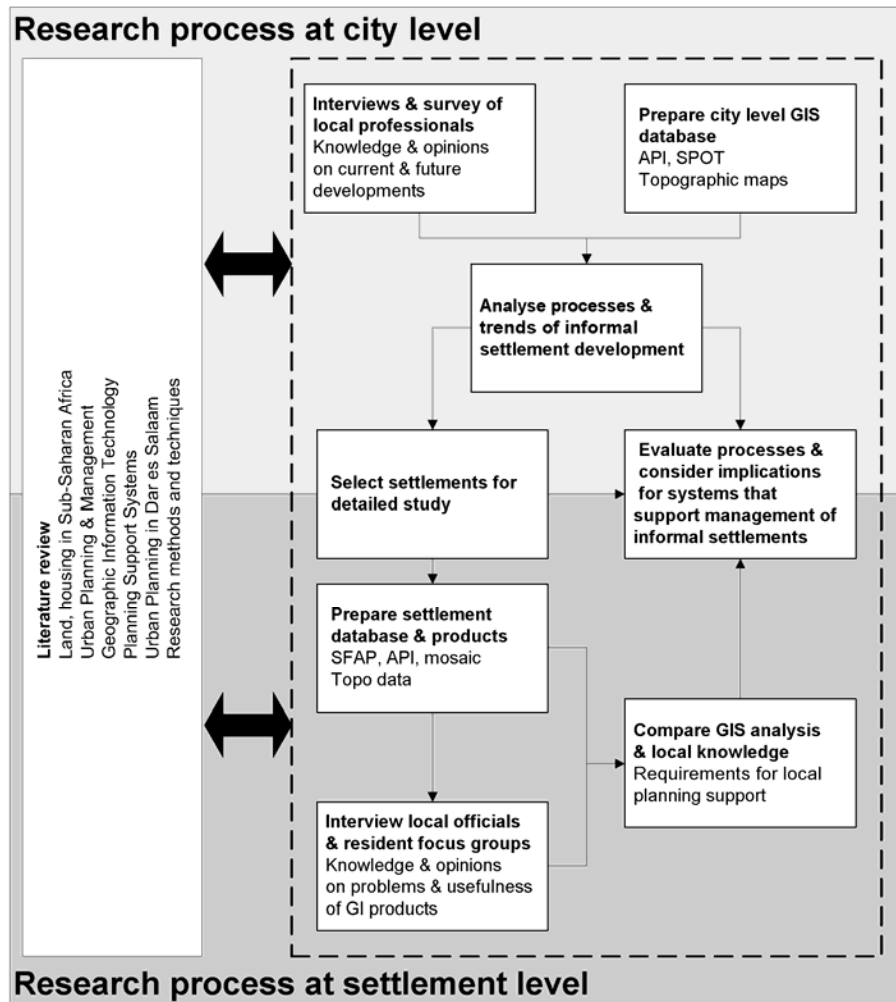 Research process at city level
Literature review
Land, housing in Sub-Saharan Africa
Urban Planning & Management
Geographic Information Technology
Planning Support Systems
Urban Planning in Dar es Salaam
Research methods and techniques
Interviews & survey of
local professionals
Knowledge & opinions
on current & future
developments
Prepare city level GIS
database
API, SPOT
Topographic maps
Analyse processes &
trends of informal
settlement development
Select settlements for
detailed study
Evaluate processes &
consider implications
for systems that
support management of
informal settlements
Prepare settlement
database & products
SFAP, API, mosaic
Topo data
Compare GIS analysis
& local knowledge
Requirements for local
planning support
Interview local officials
& resident focus groups
Knowledge & opinions
on problems & usefulness
of GI products
Research process at settlement level